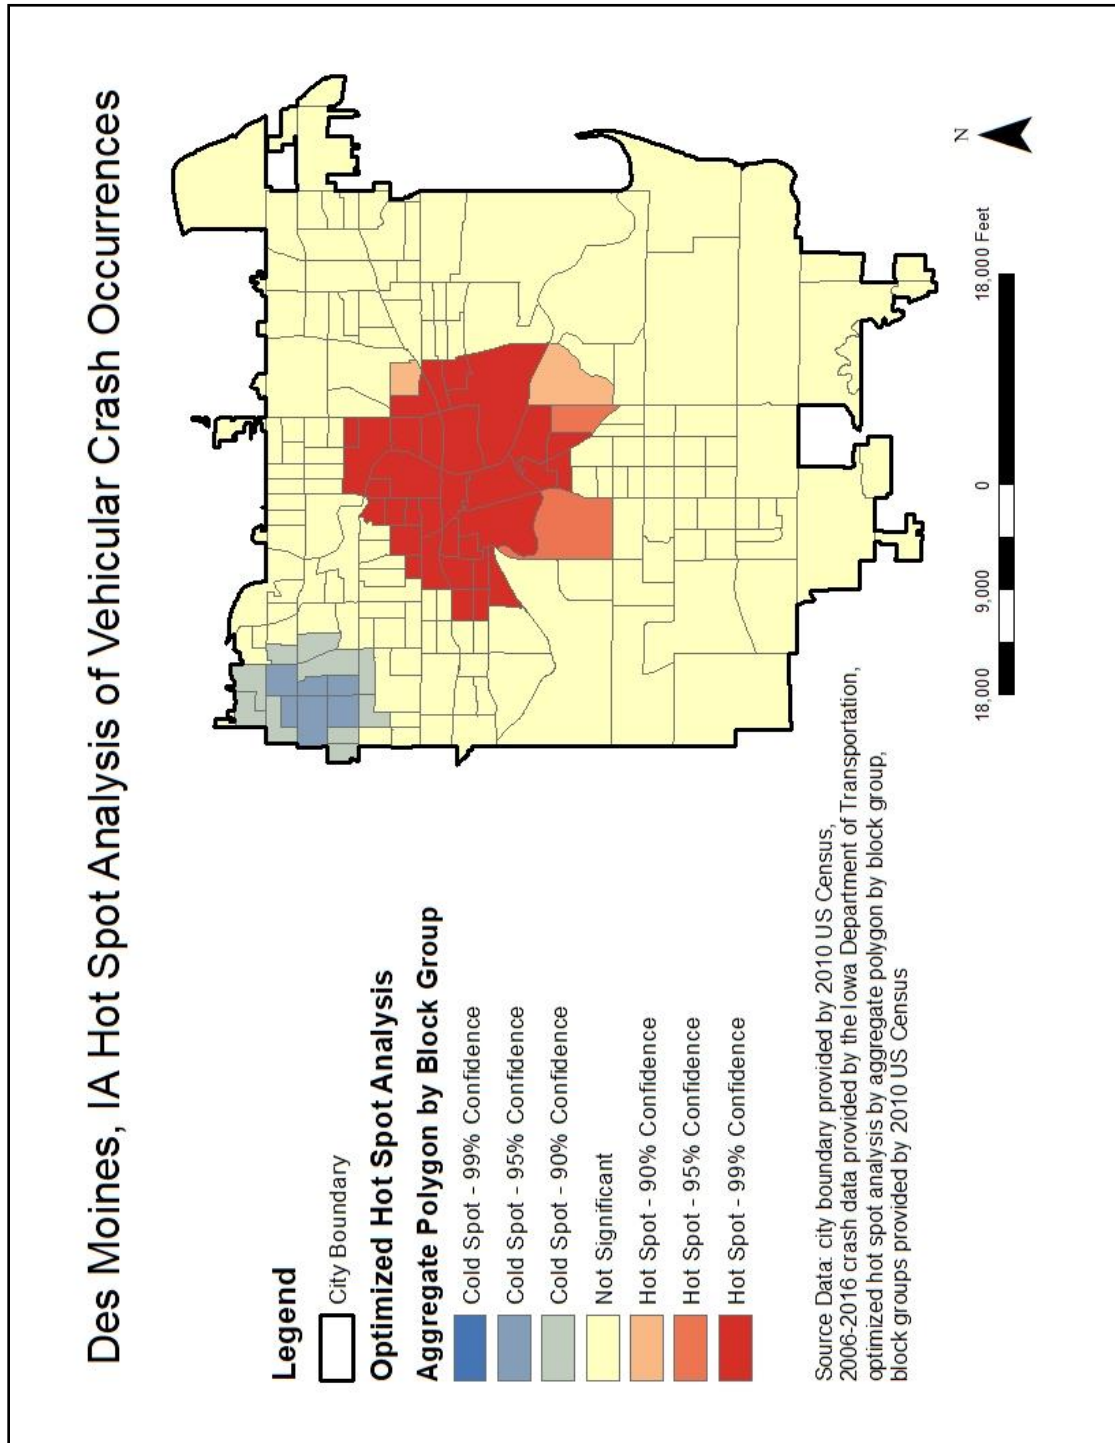 Des Moines, IA Hot Spot Analysis of Vehicular Crash Occurrences
Legend
City Boundary
Optimized Hot Spot Analysis
Aggregate Polygon by Block Group
Cold Spot - 99% Confidence
Cold Spot - 95% Confidence
Cold Spot - 90% Confidence
Not Significant
Hot Spot - 90% Confidence
Hot Spot - 95% Confidence
Hot Spot - 99% Confidence
Source Data: city boundary provided by 2010 US Census,
2006-2016 crash data provided by the Iowa Department of Transportation,
optimized hot spot analysis by aggregate polygon by block group,
block groups provided by 2010 US Census
N
18,000 9,000 0 18,000 Feet